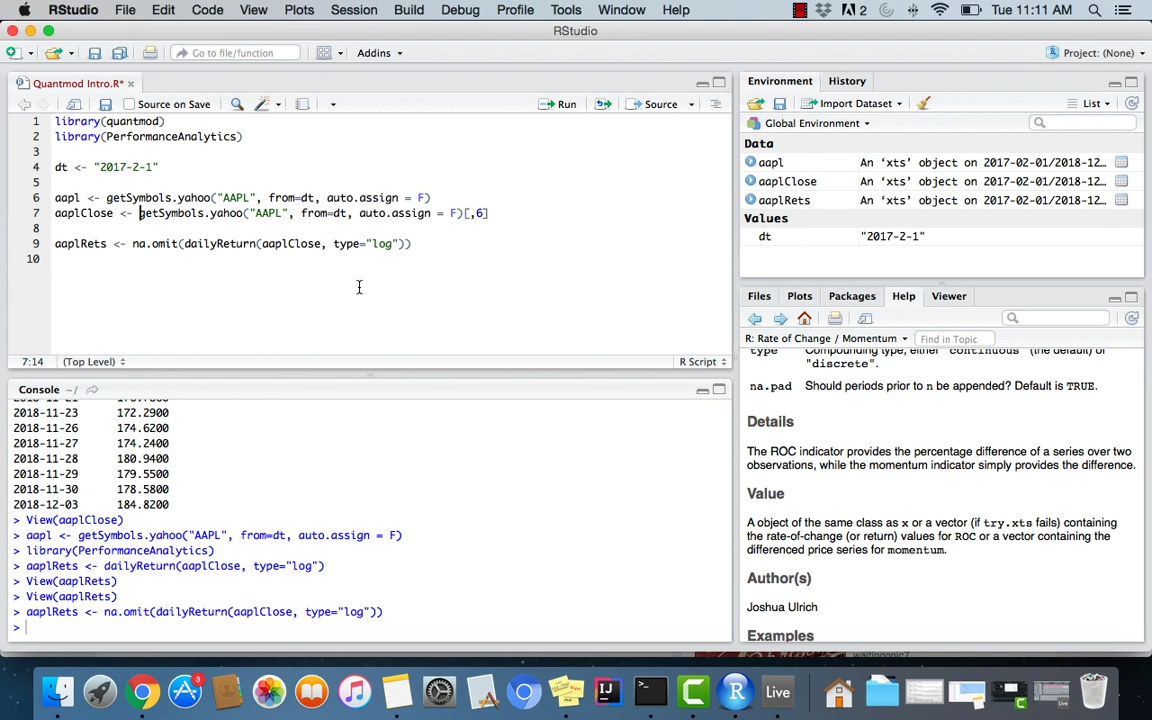 RStudio File Edit Code View Plots Session Build Debug Profile Tools Window Help 2 Tue 11:11 AM
RStudio
Go to file/function Addins Project: (None)
Quantmod Intro.R*
Source on Save Run Source
1 library(quantmod)
2 library(PerformanceAnalytics)
3
4 dt <- "2017-2-1"
5
6 aapl <- getSymbols.yahoo("AAPL", from=dt, auto.assign = F)
7 aaplClose <- getSymbols.yahoo("AAPL", from=dt, auto.assign = F)[,6]
8
9 aaplRets <- na.omit(dailyReturn(aaplClose, type="log"))
10
7:14 (Top Level) R Script
Console ~/
2018-11-23 172.2900
2018-11-26 174.6200
2018-11-27 174.2400
2018-11-28 180.9400
2018-11-29 179.5500
2018-11-30 178.5800
2018-12-03 184.8200
> View(aaplClose)
> aapl <- getSymbols.yahoo("AAPL", from=dt, auto.assign = F)
> library(PerformanceAnalytics)
> aaplRets <- dailyReturn(aaplClose, type="log")
> View(aaplRets)
> View(aaplRets)
> aaplRets <- na.omit(dailyReturn(aaplClose, type="log"))
>
Environment History
Import Dataset List
Global Environment
Data
aapl An ‘xts’ object on 2017-02-01/2018-12…
aaplClose An ‘xts’ object on 2017-02-01/2018-12…
aaplRets An ‘xts’ object on 2017-02-01/2018-12…
Values
dt "2017-2-1"
Files Plots Packages Help Viewer
R: Rate of Change / Momentum Find in Topic
type Compounding type, either "continuous" (the default) or
"discrete".
na.pad Should periods prior to n be appended? Default is TRUE.
Details
The ROC indicator provides the percentage difference of a series over two
observations, while the momentum indicator simply provides the difference.
Value
A object of the same class as x or a vector (if try.xts fails) containing
the rate-of-change (or return) values for ROC or a vector containing the
differenced price series for momentum.
Author(s)
Joshua Ulrich
Examples
waitingonic7
3
IJ
>_
C
R
Live